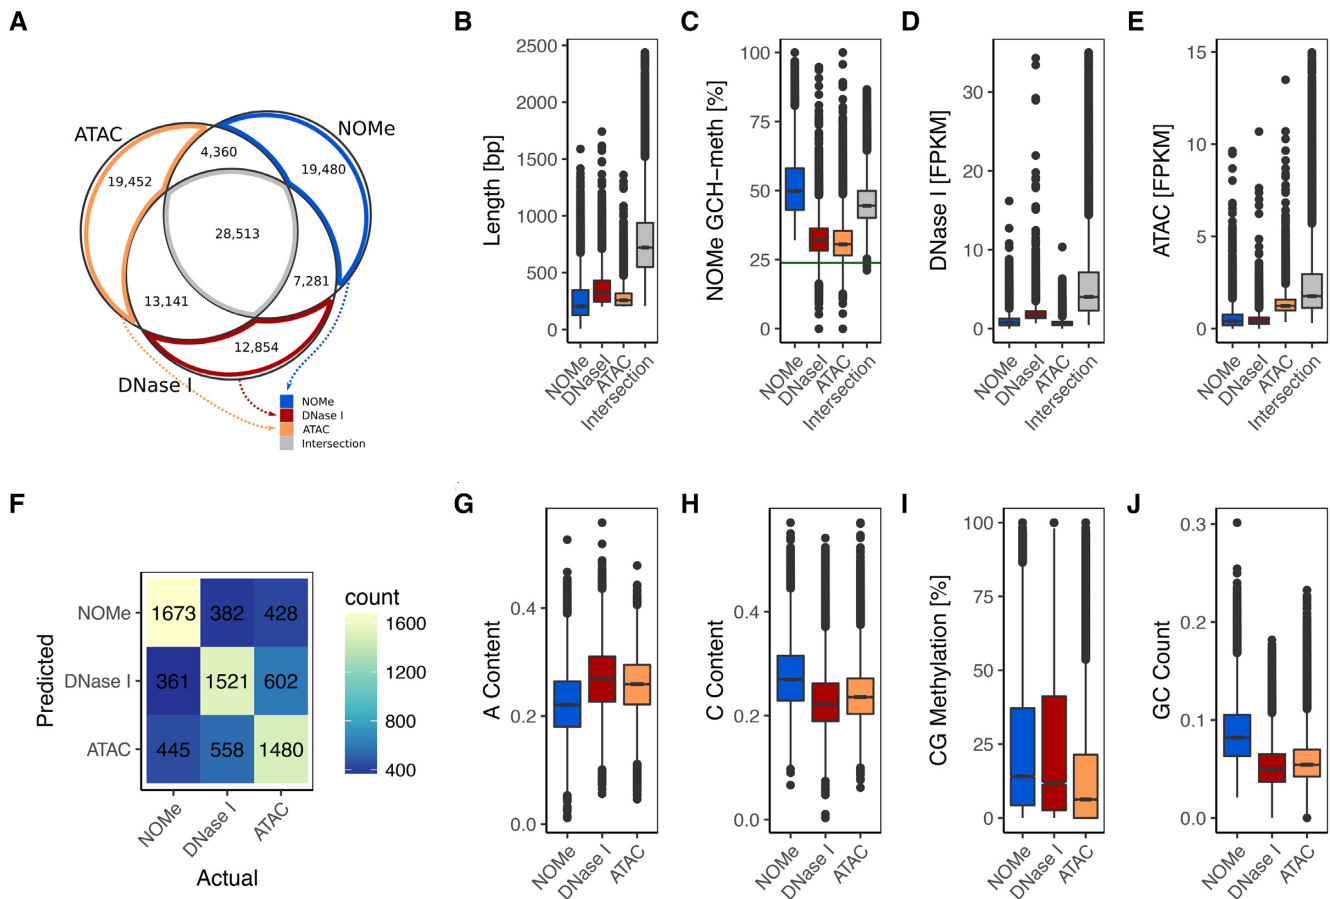 A
ATAC
NOMe
4,360
19,452
19,480
28,513
7,281
13,141
12,854
DNase I
NOMe
DNase I
ATAC
Intersection
B
Length [bp]
2500
2000
1500
1000
500
0
NOMe
DNaseI
ATAC
Intersection
C
NOMe GCH−meth [%]
100
75
50
25
0
NOMe
DNaseI
ATAC
Intersection
D
DNase I [FPKM]
30
20
10
0
NOMe
DNaseI
ATAC
Intersection
E
ATAC [FPKM]
15
10
5
0
NOMe
DNaseI
ATAC
Intersection
F
Predicted
NOMe
1673 382 428
DNase I
361 1521 602
ATAC
445 558 1480
NOMe
DNase I
ATAC
Actual
count
1600
1200
800
400
G
A Content
0.4
0.2
0.0
NOMe
DNase I
ATAC
H
C Content
0.4
0.2
0.0
NOMe
DNase I
ATAC
I
CG Methylation [%]
100
75
50
25
0
NOMe
DNase I
ATAC
J
GC Count
0.3
0.2
0.1
0.0
NOMe
DNase I
ATAC